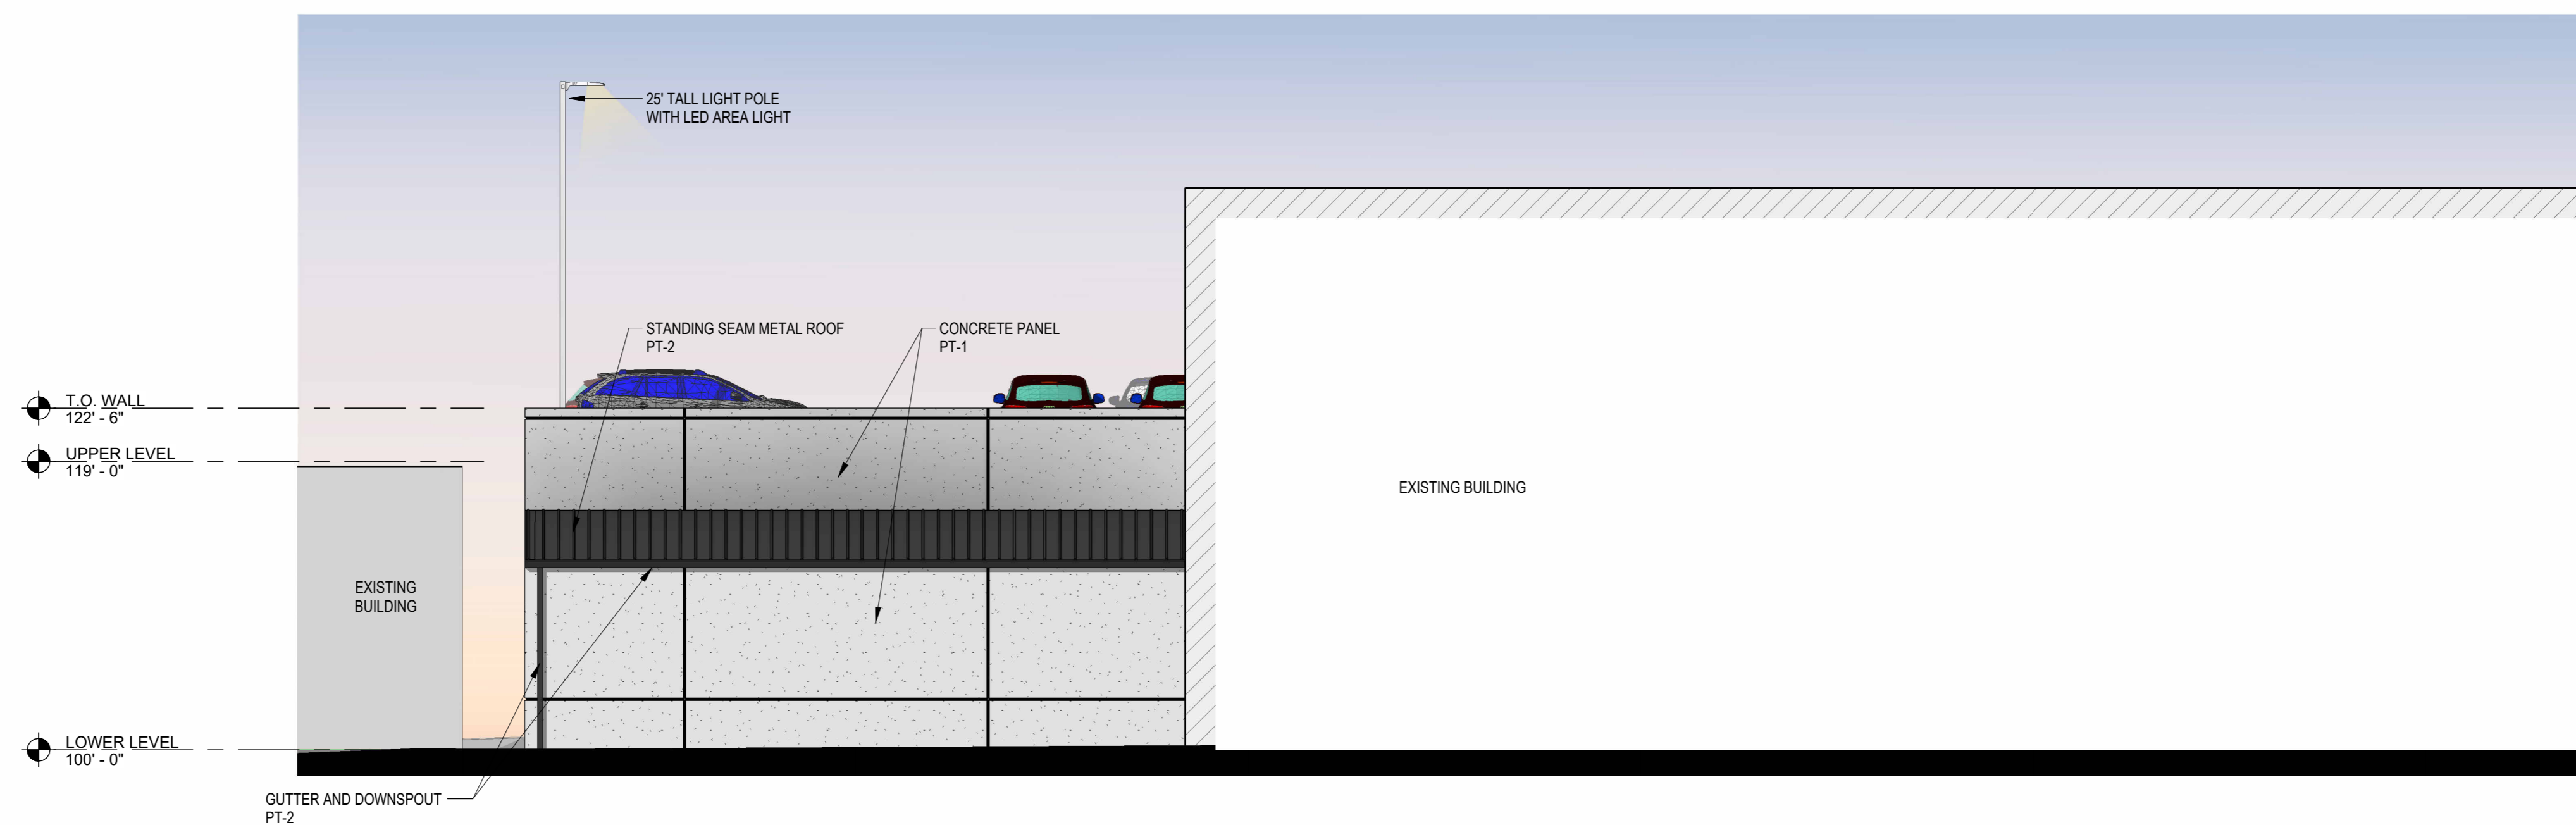 25' TALL LIGHT POLE
WITH LED AREA LIGHT
STANDING SEAM METAL ROOF
PT-2
CONCRETE PANEL
PT-1
T.O. WALL
122' - 6"
UPPER LEVEL
119' - 0"
EXISTING BUILDING
EXISTING
BUILDING
LOWER LEVEL
100' - 0"
GUTTER AND DOWNSPOUT
PT-2